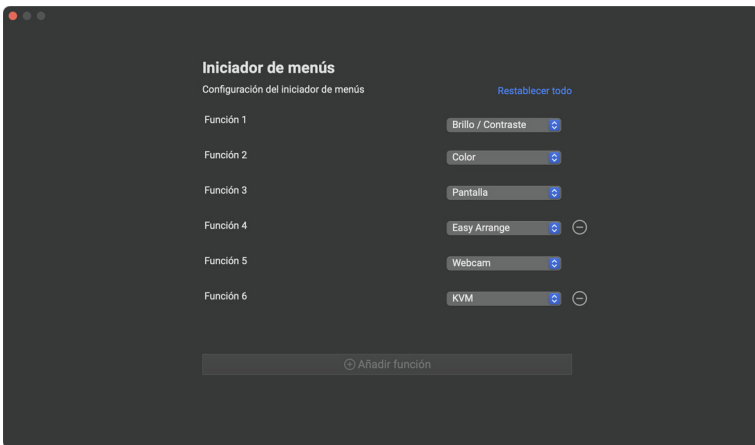 Iniciador de menús
Configuración del iniciador de menús Restablecer todo
Función 1 Brillo / Contraste
Función 2 Color
Función 3 Pantalla
Función 4 Easy Arrange
Función 5 Webcam
Función 6 KVM
Añadir función